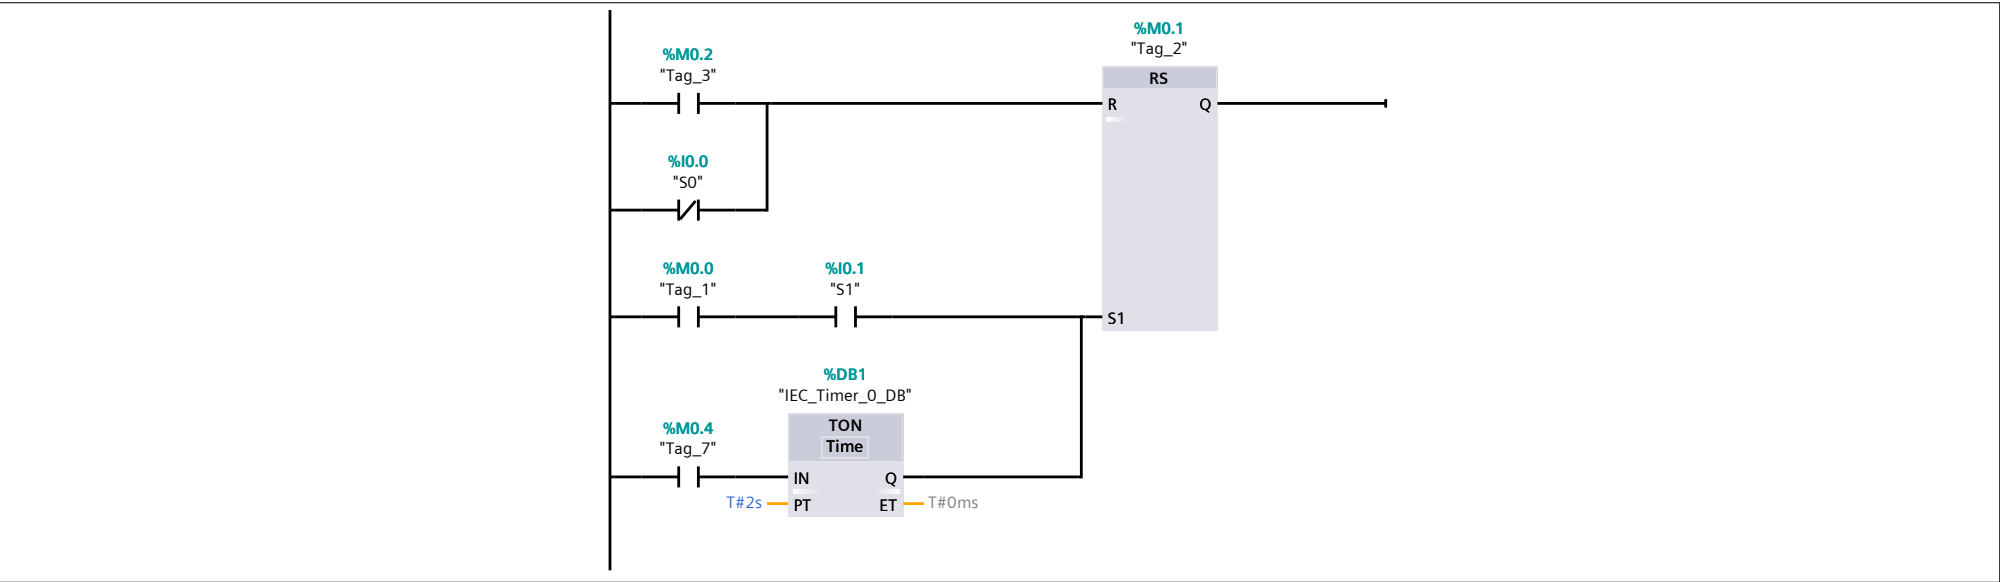 %M0.1
"Tag_2"
%M0.2
"Tag_3"
RS
R
Q
%I0.0
"S0"
%M0.0
"Tag_1"
%I0.1
"S1"
S1
%DB1
"IEC_Timer_0_DB"
TON
Time
%M0.4
"Tag_7"
IN
Q
T#2s
PT
ET
T#0ms